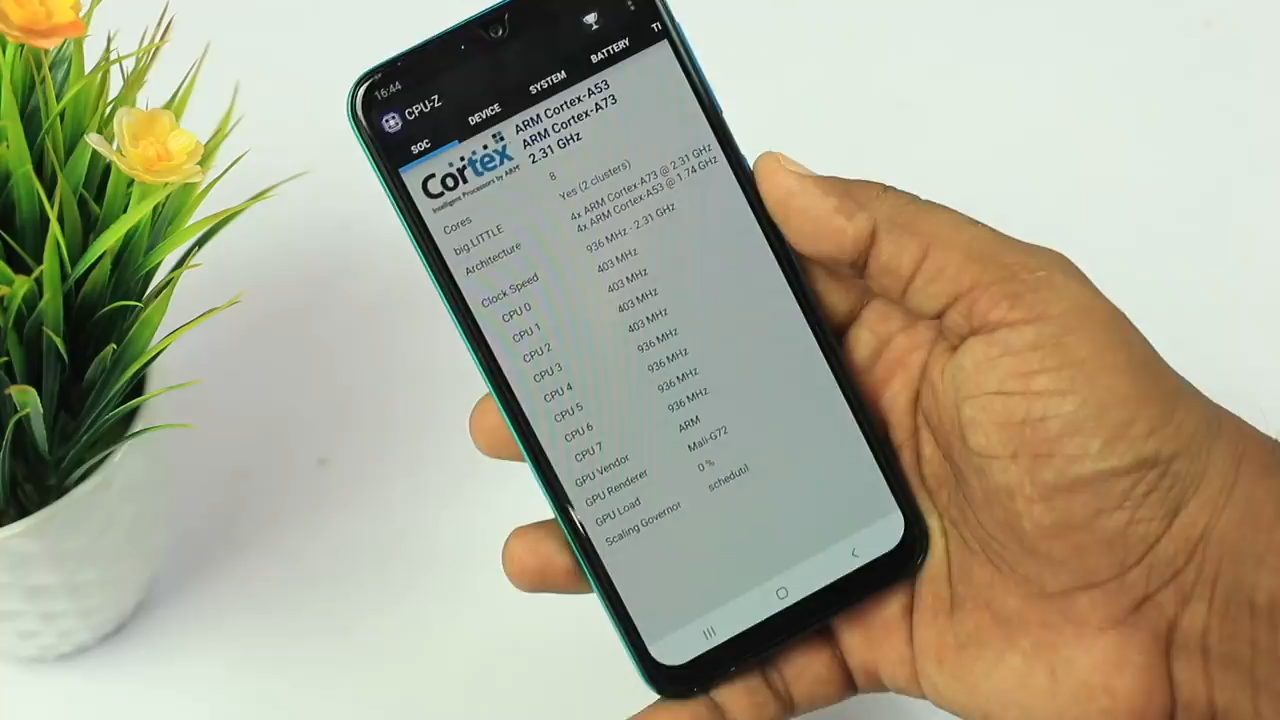 16:44
CPU-Z
SOC DEVICE SYSTEM BATTERY
Cortex
Intelligent Processors by ARM
ARM Cortex-A53
ARM Cortex-A73
2.31 GHz
Cores 8
big.LITTLE Yes (2 clusters)
Architecture 4x ARM Cortex-A73 @ 2.31 GHz
4x ARM Cortex-A53 @ 1.74 GHz
Clock Speed 936 MHz - 2.31 GHz
CPU 0 403 MHz
CPU 1 403 MHz
CPU 2 403 MHz
CPU 3 403 MHz
CPU 4 936 MHz
CPU 5 936 MHz
CPU 6 936 MHz
CPU 7 936 MHz
GPU Vendor ARM
GPU Renderer Mali-G72
GPU Load 0 %
Scaling Governor schedutil